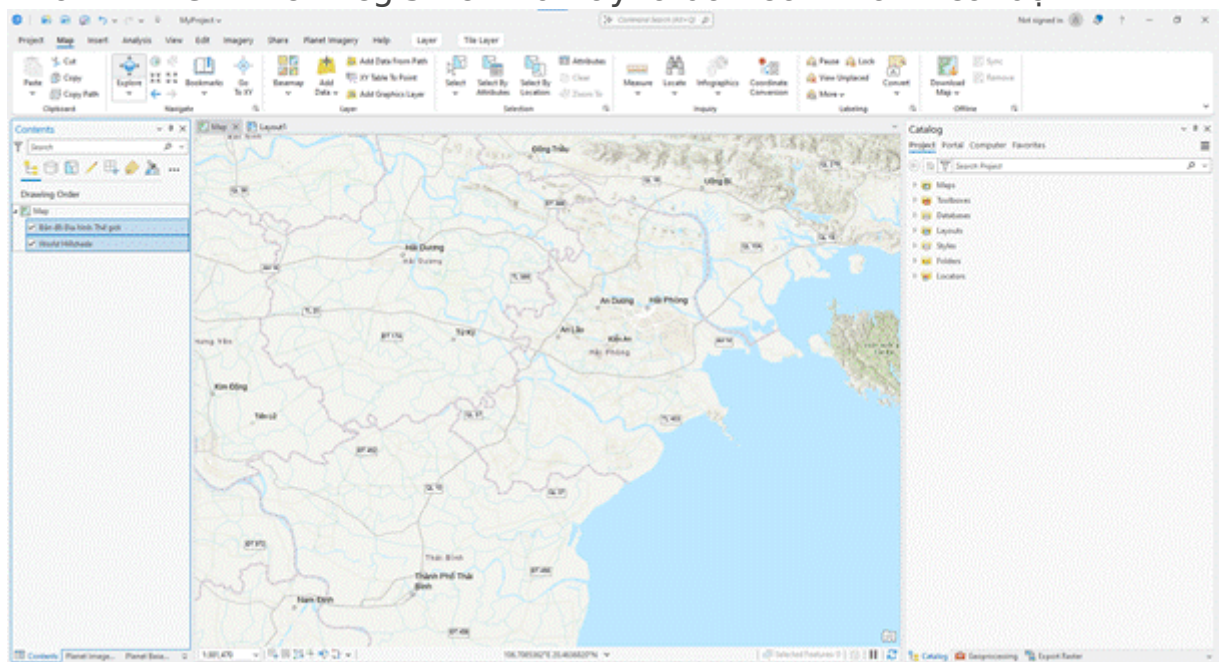 MyProject
Command Search (Alt+Q)
Not signed in
Project Map Insert Analysis View Edit Imagery Share Planet Imagery Help Layer Tile Layer
Paste
Cut
Copy
Copy Path
Clipboard
Explore
Bookmarks
Go To XY
Navigate
Basemap
Add Data
Add Data From Path
XY Table To Point
Add Graphics Layer
Layer
Select
Select By Attributes
Select By Location
Attributes
Clear
Zoom To
Selection
Measure
Locate
Infographics
Coordinate Conversion
Inquiry
Pause
Lock
View Unplaced
More
Convert
Labeling
Download Map
Sync
Remove
Offline
Contents
Search
Drawing Order
Map
Bản đồ Địa hình Thế giới
World Hillshade
Map
Layout1
Đông Triều
Uông Bí
Hải Dương
Hải Dương
An Dương
Hải Phòng
An Lão
Kiến An
Hải Phòng
Tứ Kỳ
Hưng Yên
Kim Động
Tiên Lữ
Thái Bình
Thành Phố Thái Bình
Nam Định
Catalog
Project Portal Computer Favorites
Search Project
Maps
Toolboxes
Databases
Layouts
Styles
Folders
Locators
Contents
Planet Image...
Planet Base...
Selected Features: 0
Catalog
Geoprocessing
Export Raster